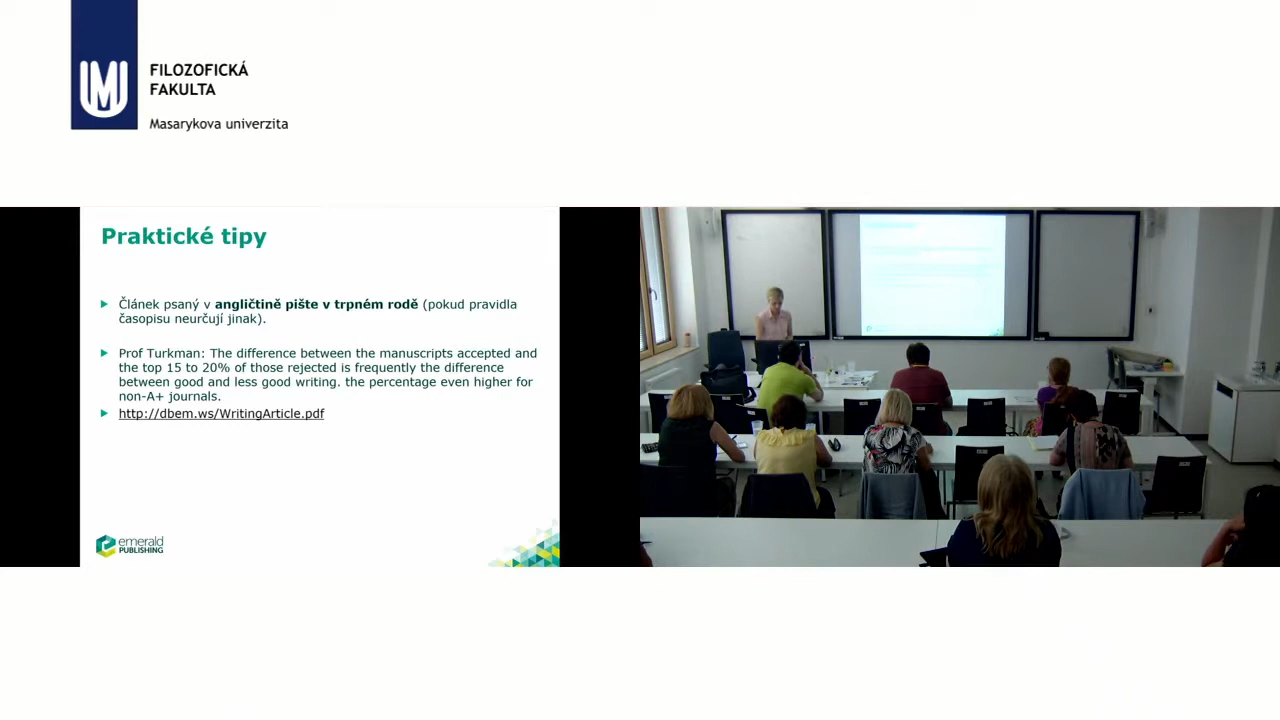 FILOZOFICKÁ
FAKULTA
Masarykova univerzita
Praktické tipy
Článek psaný v angličtině pište v trpném rodě (pokud pravidla
časopisu neurčují jinak).
Prof Turkman: The difference between the manuscripts accepted and
the top 15 to 20% of those rejected is frequently the difference
between good and less good writing. the percentage even higher for
non-A+ journals.
http://dbem.ws/WritingArticle.pdf
emerald
PUBLISHING